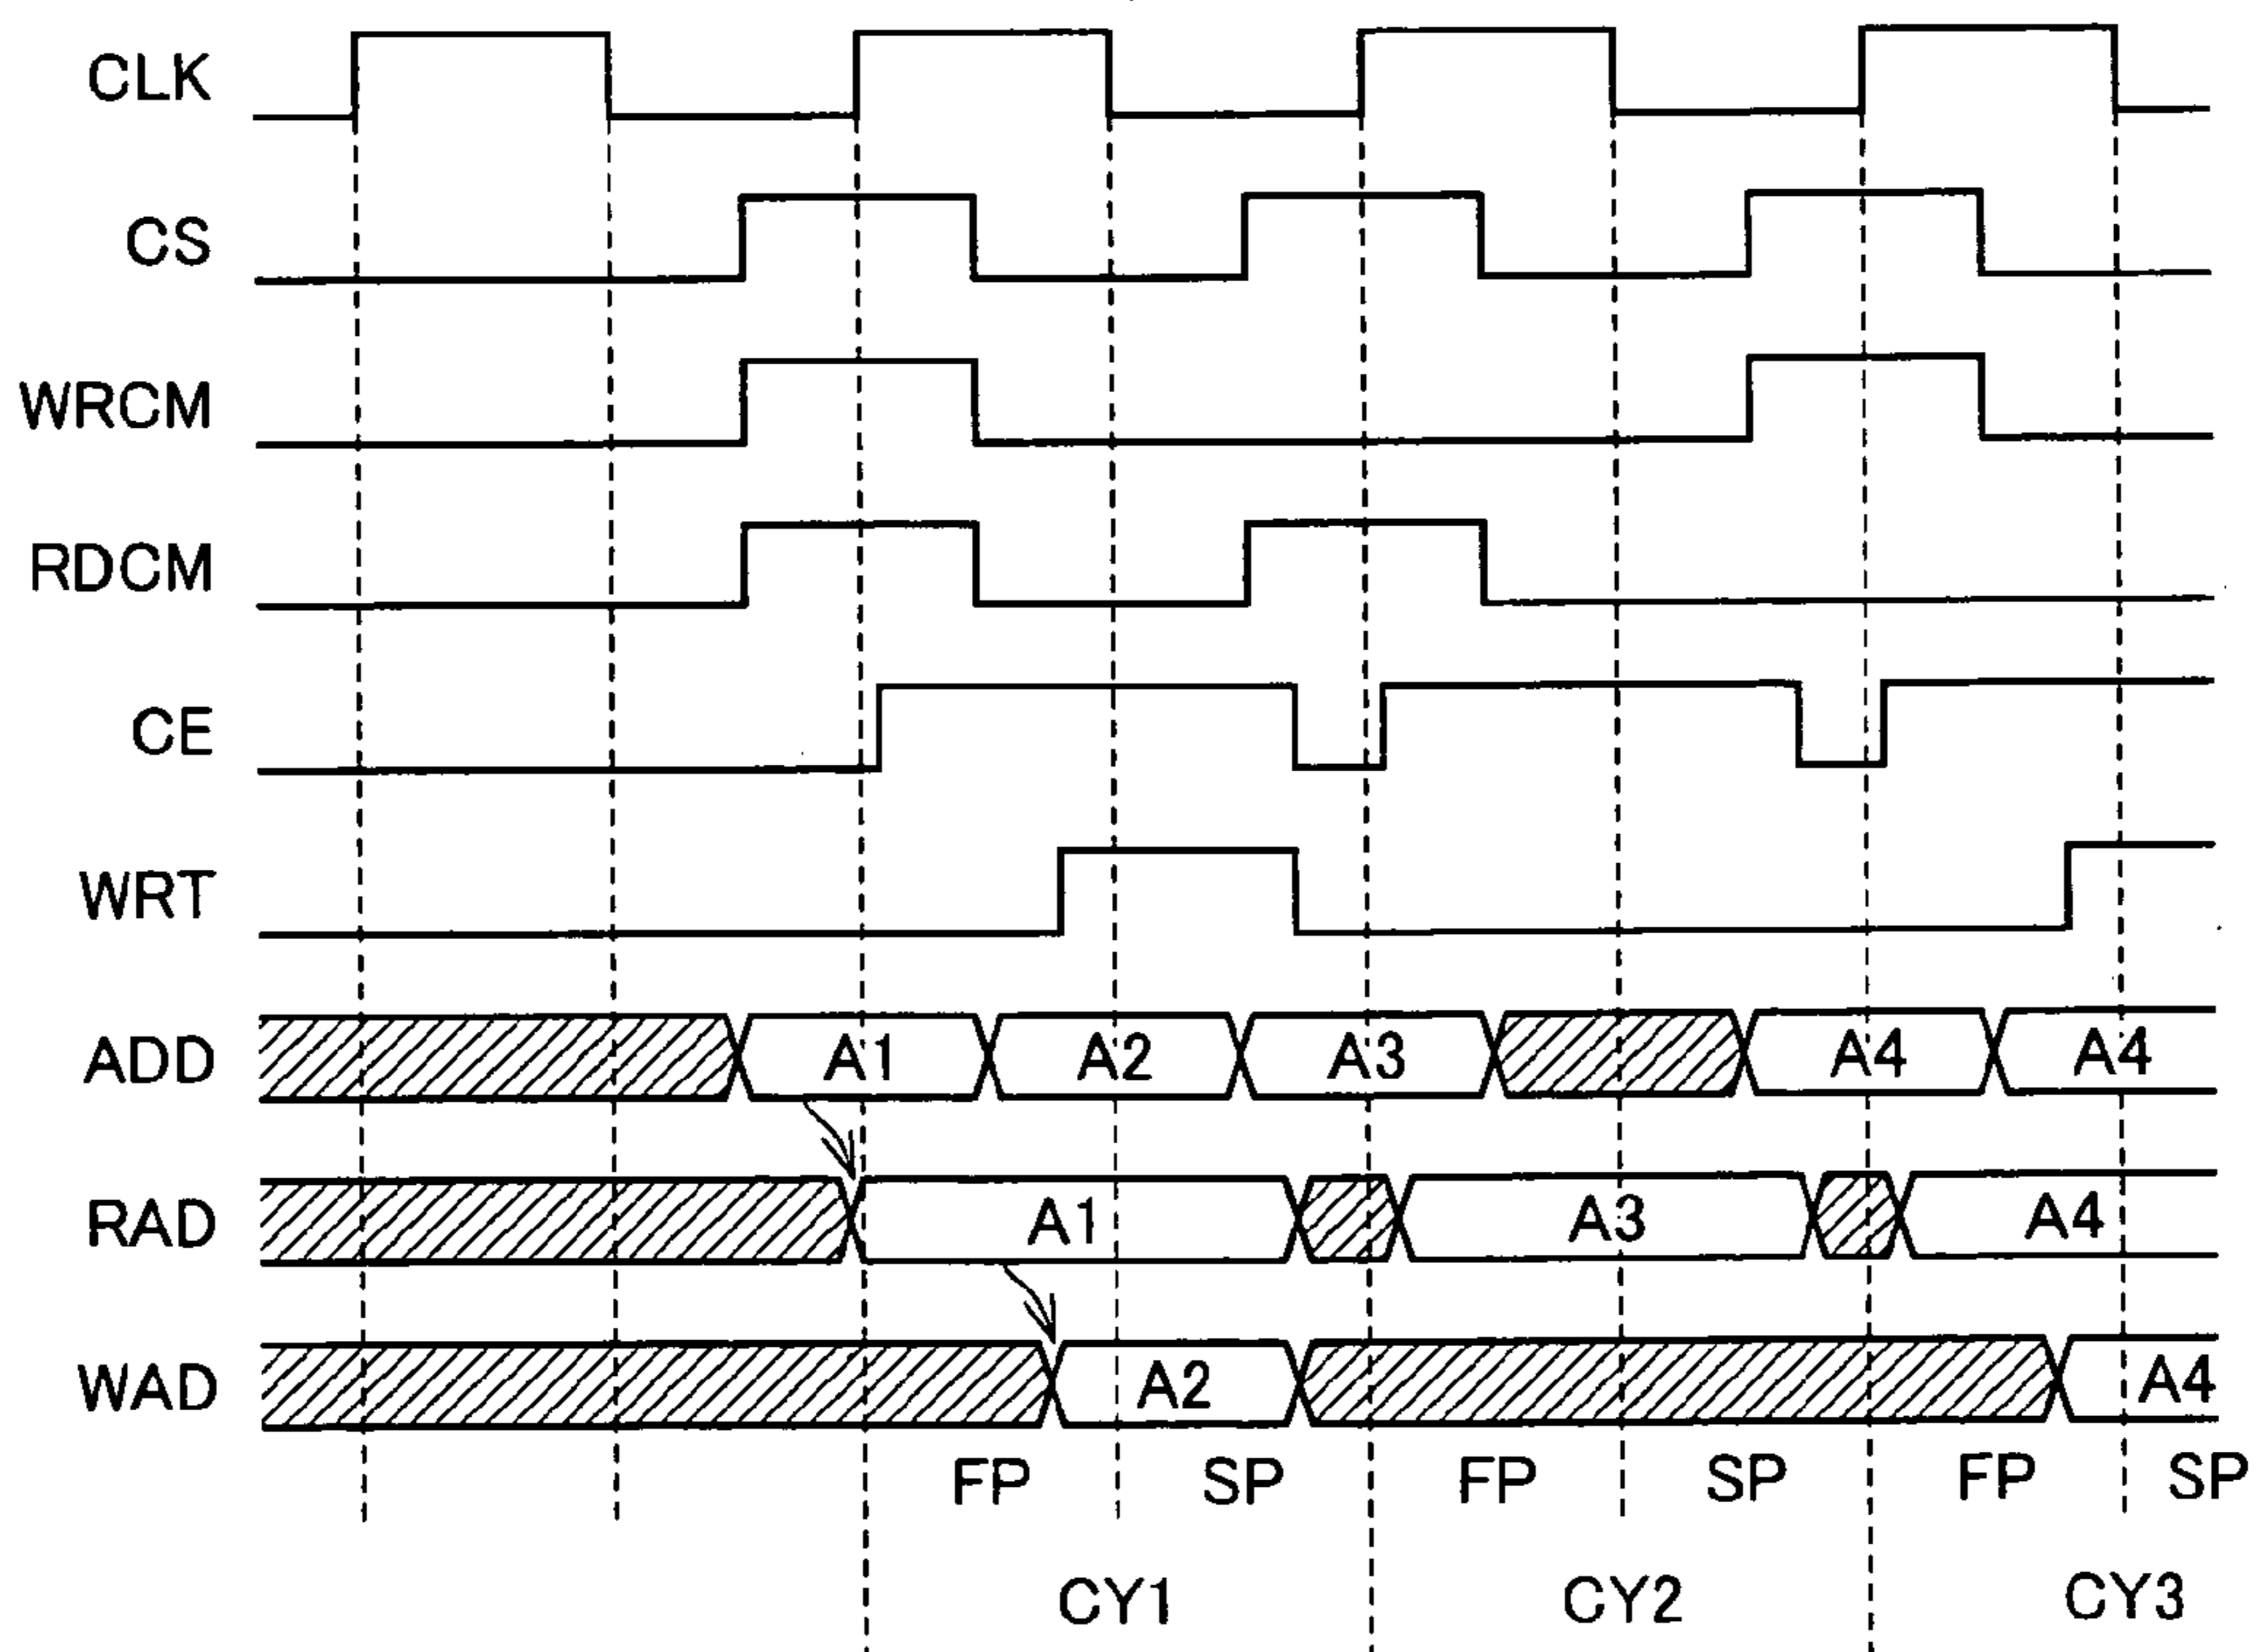 CLK
CS
WRCM
RDCM
CE
WRT
ADD A1 A2 A3 A4 A4
RAD A1 A3 A4
WAD A2 A4
FP SP FP SP FP SP
CY1 CY2 CY3